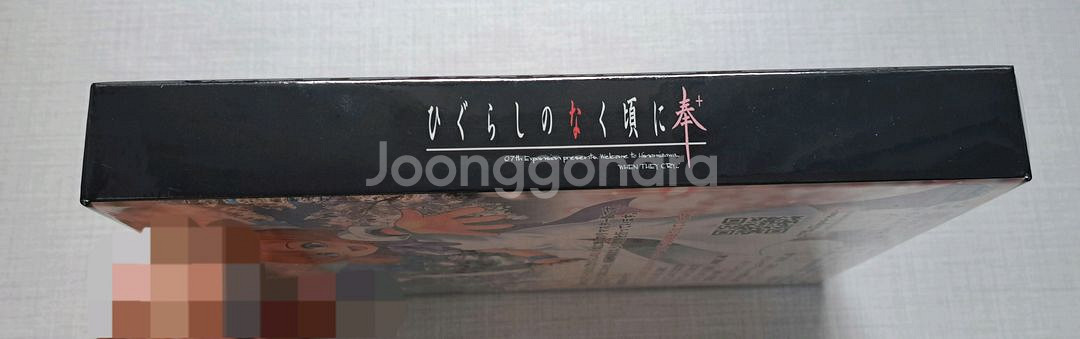 ひぐらしのなく頃に奉+
07th Expansion presents. Welcome to Hinamizawa...
WHEN THEY CRY...
Joonggonara